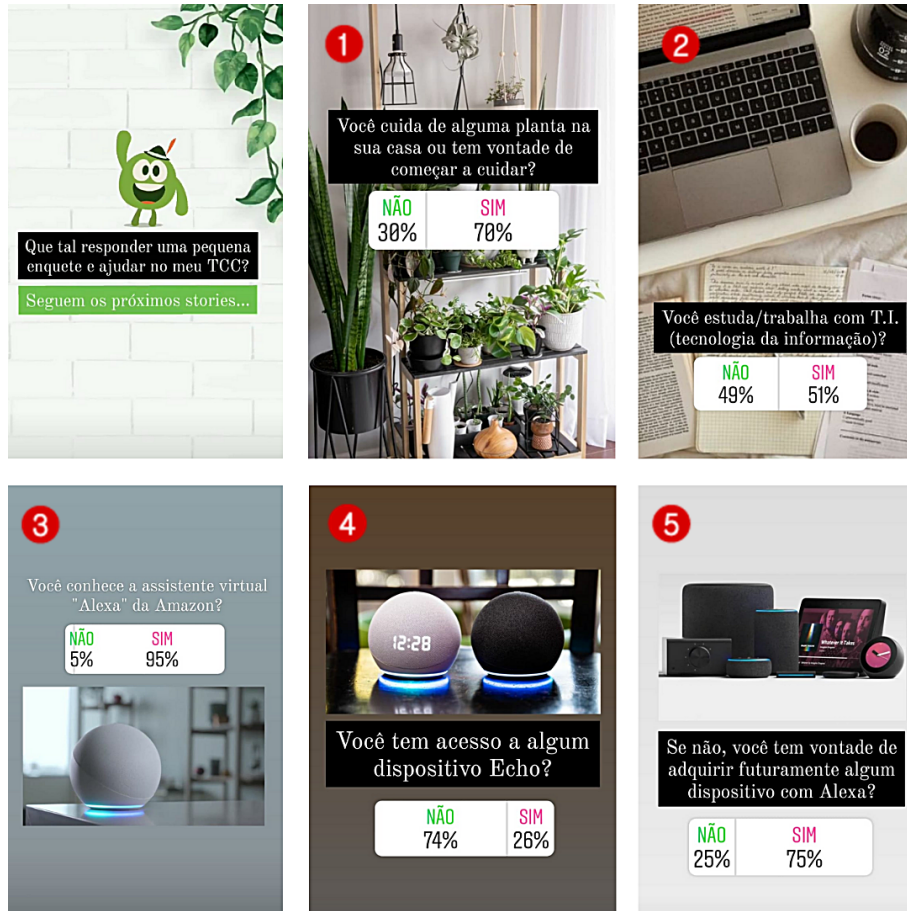 Que tal responder uma pequena
enquete e ajudar no meu TCC?
Seguem os próximos stories...
1
Você cuida de alguma planta na
sua casa ou tem vontade de
começar a cuidar?
NÃO SIM
30% 70%
2
Você estuda/trabalha com T.I.
(tecnologia da informação)?
NÃO SIM
49% 51%
3
Você conhece a assistente virtual
"Alexa" da Amazon?
NÃO SIM
5% 95%
4
12:28
Você tem acesso a algum
dispositivo Echo?
NÃO SIM
74% 26%
5
Whatever It Takes
Se não, você tem vontade de
adquirir futuramente algum
dispositivo com Alexa?
NÃO SIM
25% 75%